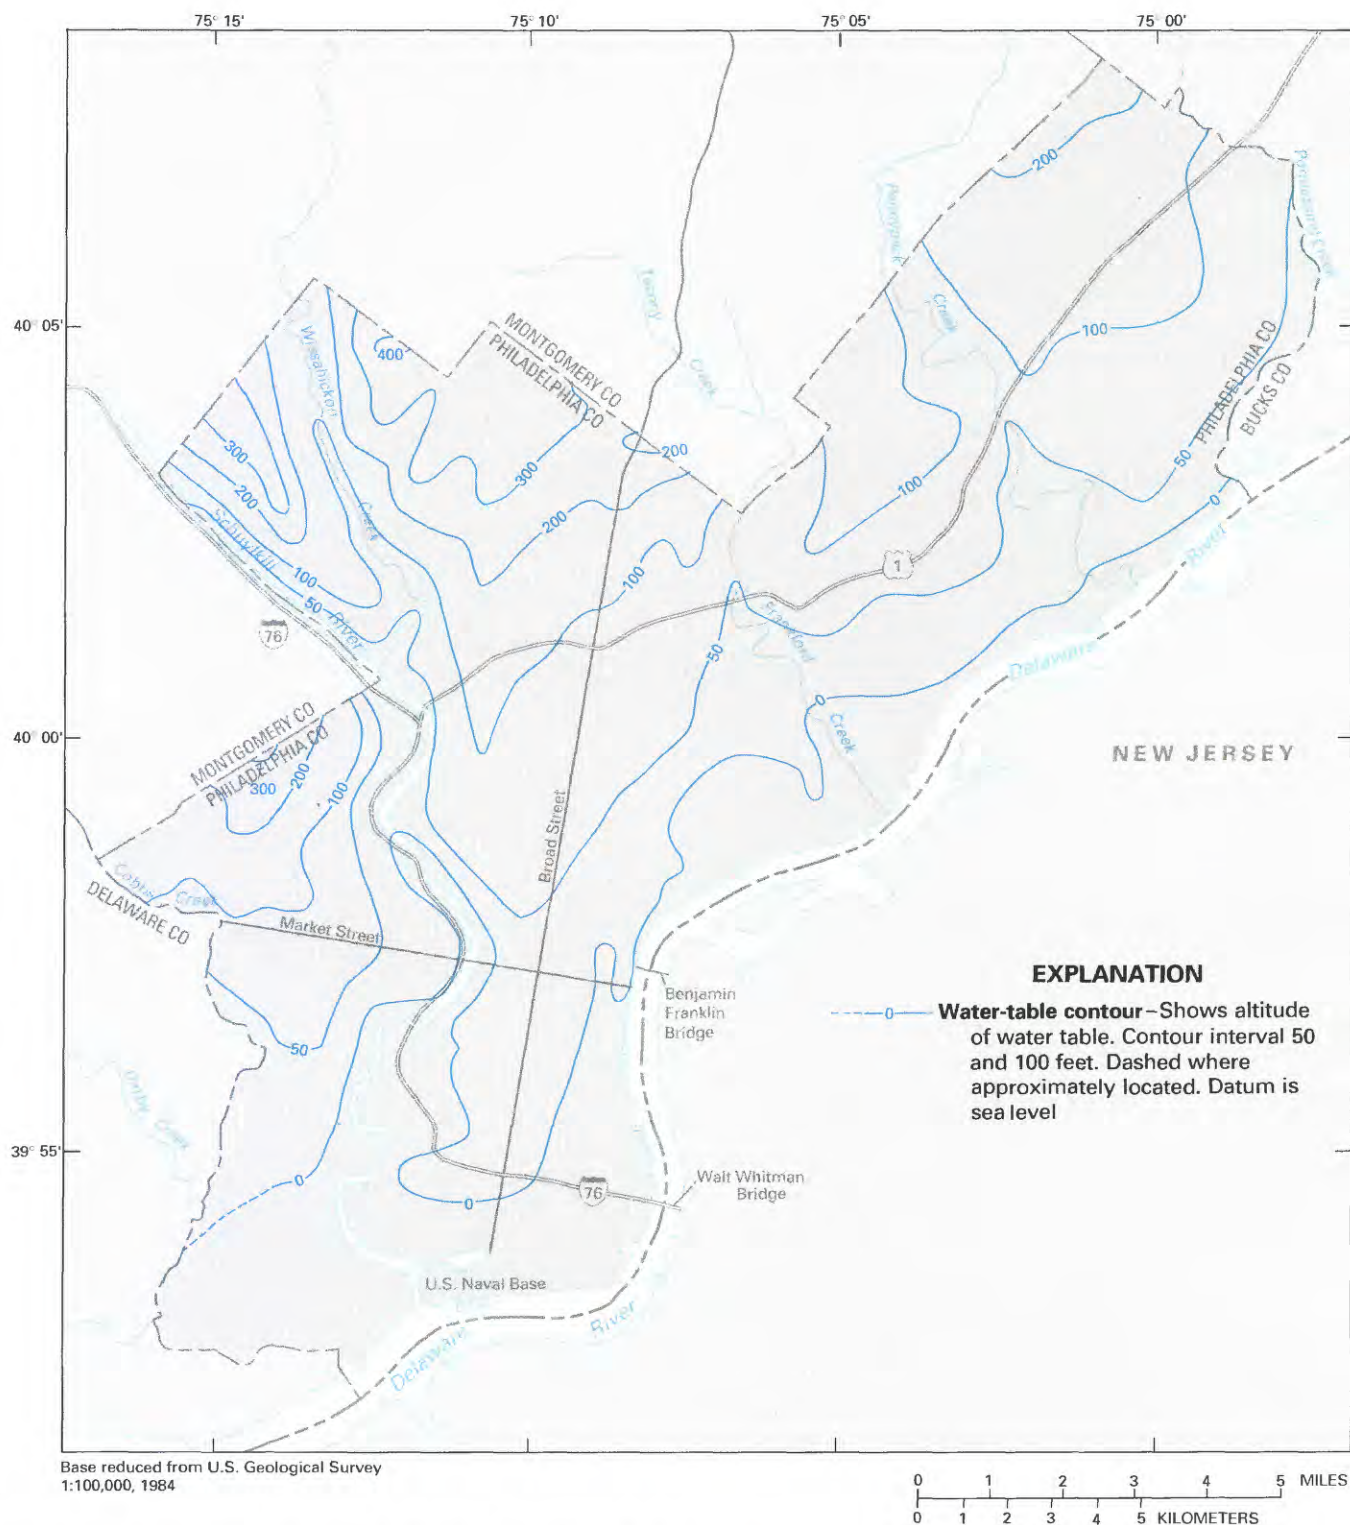 75° 15'
75° 10'
75° 05'
75° 00'
200
Pennypack
Creek
Poquessing Creek
Tacony
Creek
40° 05'
MONTGOMERY CO
PHILADELPHIA CO
400
Wissahickon
Creek
100
PHILADELPHIA CO
BUCKS CO
300
200
300
200
200
100
50
0
Schuylkill
River
100
50
100
1
River
76
Frankford
Creek
50
0
Delaware
MONTGOMERY CO
PHILADELPHIA CO
40° 00'
300
200
100
NEW JERSEY
Broad Street
Cobbs Creek
DELAWARE CO
Market Street
Benjamin
Franklin
Bridge
50
EXPLANATION
0
Water-table contour–Shows altitude
of water table. Contour interval 50
and 100 feet. Dashed where
approximately located. Datum is
sea level
Darby Creek
39° 55'
0
0
76
Walt Whitman
Bridge
U.S. Naval Base
Delaware
River
Base reduced from U.S. Geological Survey
1:100,000, 1984
0 1 2 3 4 5 MILES
0 1 2 3 4 5 KILOMETERS